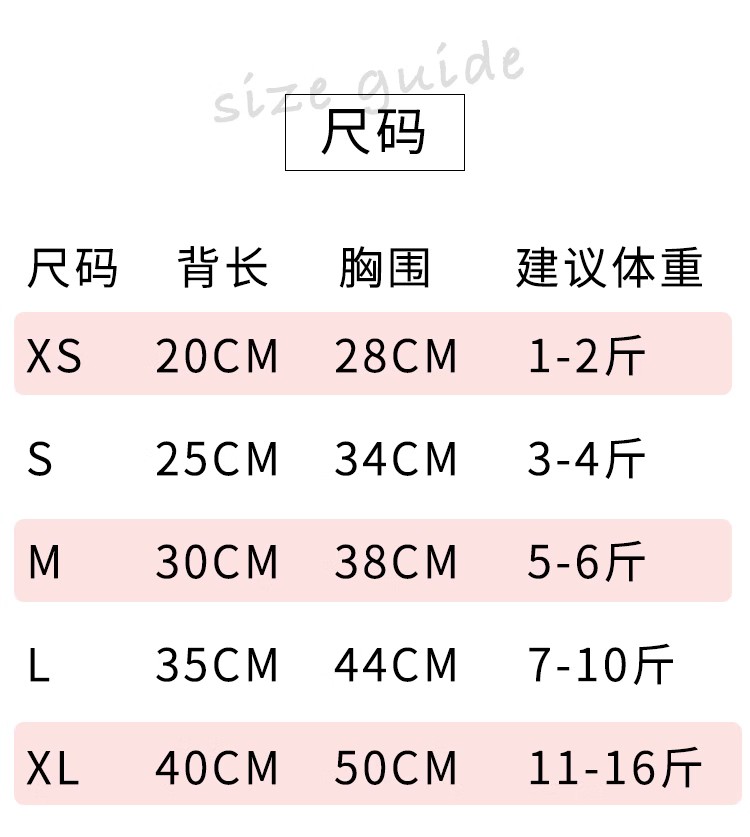 size guide
尺码
尺码 背长 胸围 建议体重
XS 20CM 28CM 1-2斤
S 25CM 34CM 3-4斤
M 30CM 38CM 5-6斤
L 35CM 44CM 7-10斤
XL 40CM 50CM 11-16斤